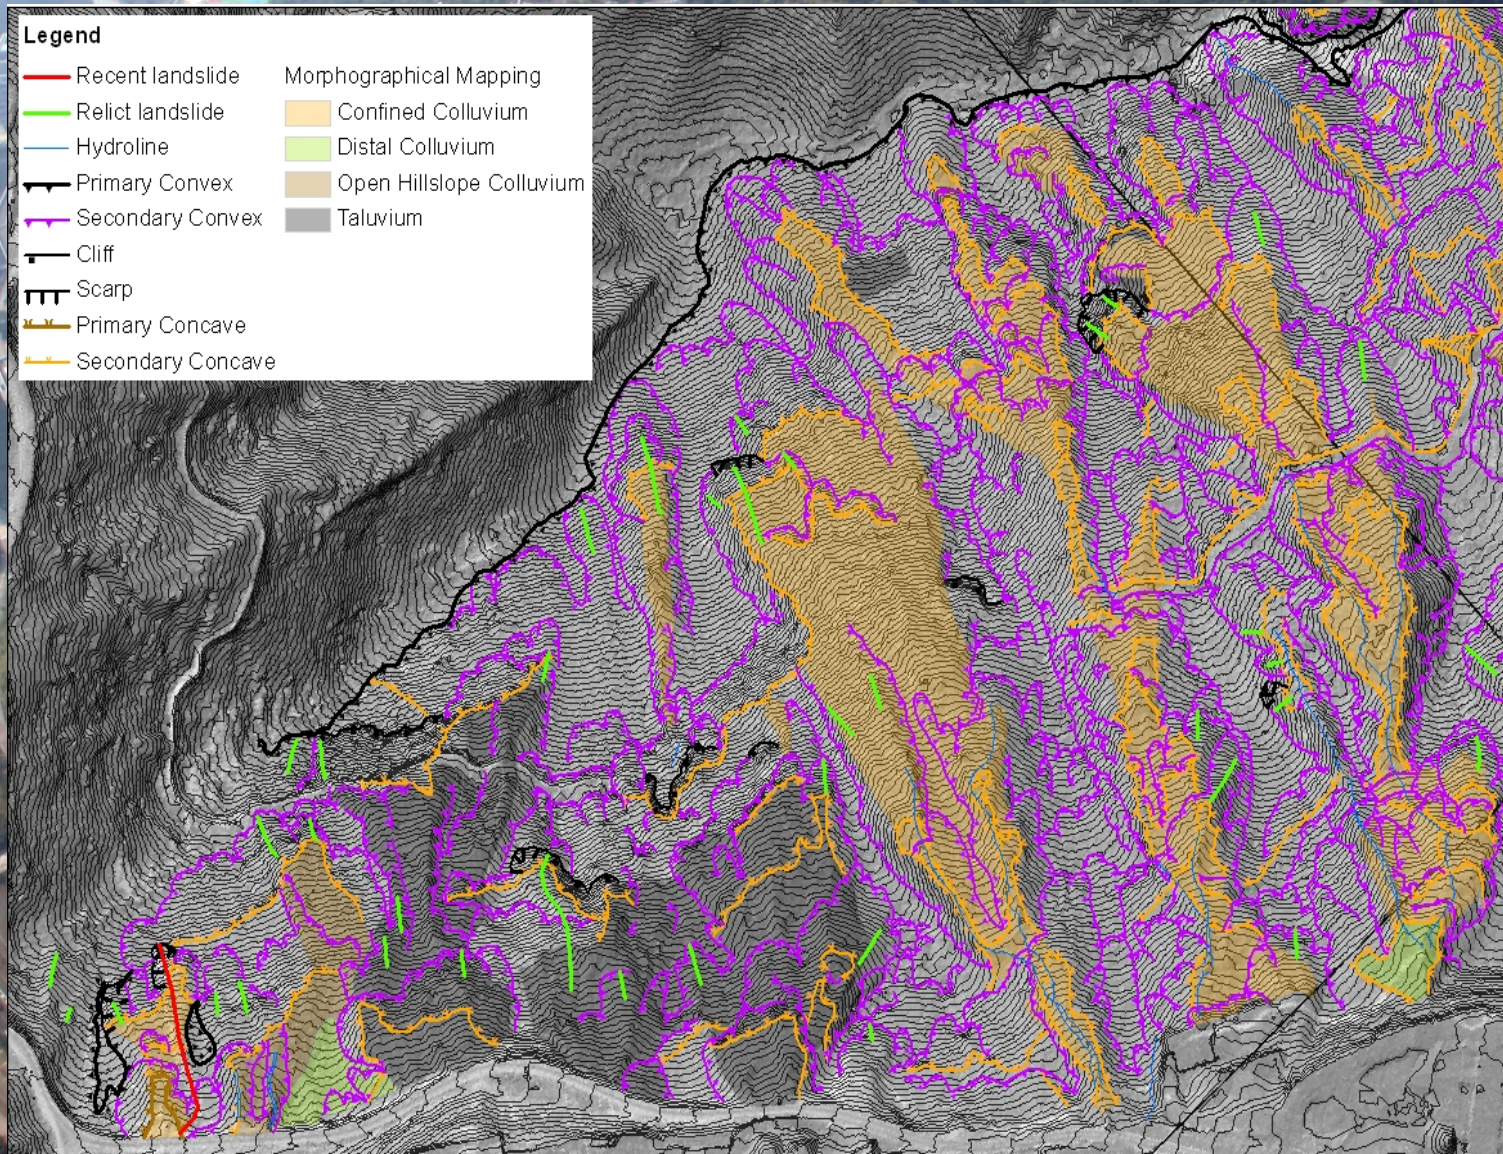 Legend
Recent landslide
Relict landslide
Hydroline
Primary Convex
Secondary Convex
Cliff
Scarp
Primary Concave
Secondary Concave
Morphographical Mapping
Confined Colluvium
Distal Colluvium
Open Hillslope Colluvium
Taluvium